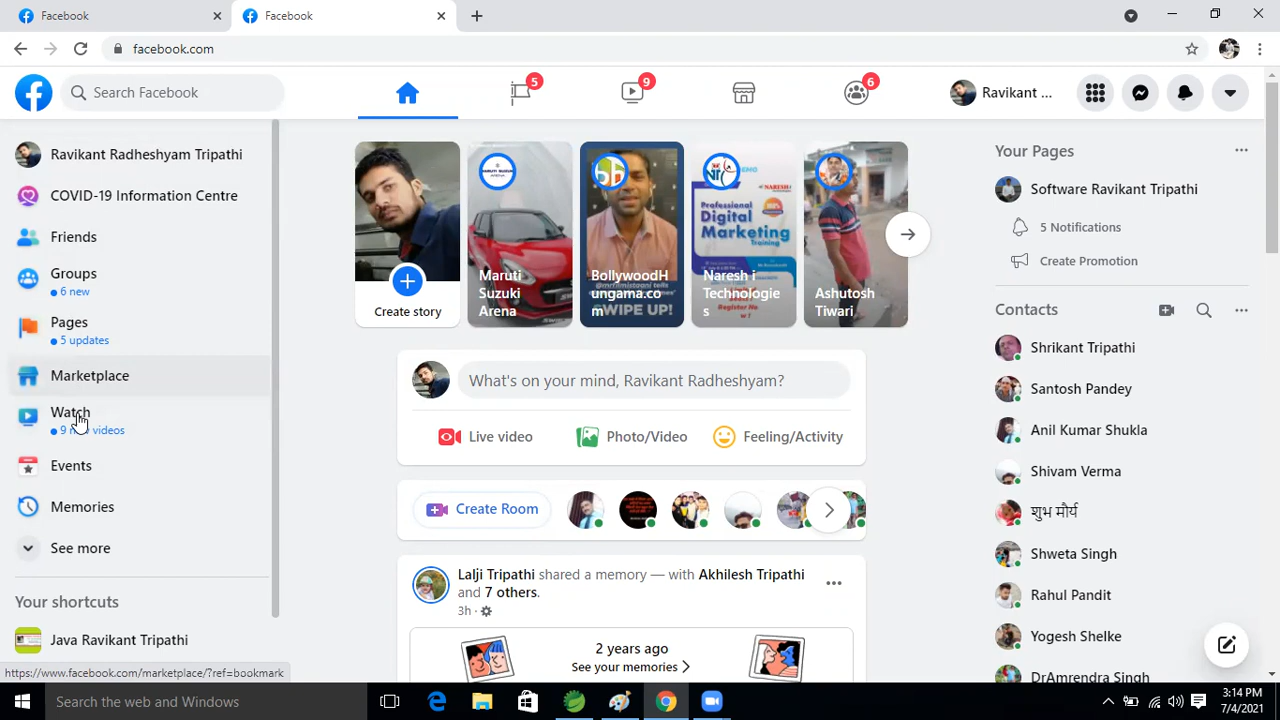 Facebook
Facebook
facebook.com
Search Facebook
5
9
6
Ravikant ...
Ravikant Radheshyam Tripathi
COVID-19 Information Centre
Friends
Groups
6 new
Pages
5 updates
Marketplace
Watch
videos
Events
Memories
See more
Your shortcuts
Java Ravikant Tripathi
https://www.facebook.com/marketplace/?ref=bookmark
Create story
Maruti
Suzuki
Arena
BollywoodH
ungama.co
m
WIPE UP!
Professional
Digital
Marketing
Training
Naresh i
Technologie
s
Ashutosh
Tiwari
What's on your mind, Ravikant Radheshyam?
Live video
Photo/Video
Feeling/Activity
Create Room
Lalji Tripathi shared a memory — with Akhilesh Tripathi
and 7 others.
3h ·
2 years ago
See your memories
Your Pages
Software Ravikant Tripathi
5 Notifications
Create Promotion
Contacts
Shrikant Tripathi
Santosh Pandey
Anil Kumar Shukla
Shivam Verma
शुभ मौर्य
Shweta Singh
Rahul Pandit
Yogesh Shelke
DrAmrendra Singh
Search the web and Windows
3:14 PM
7/4/2021